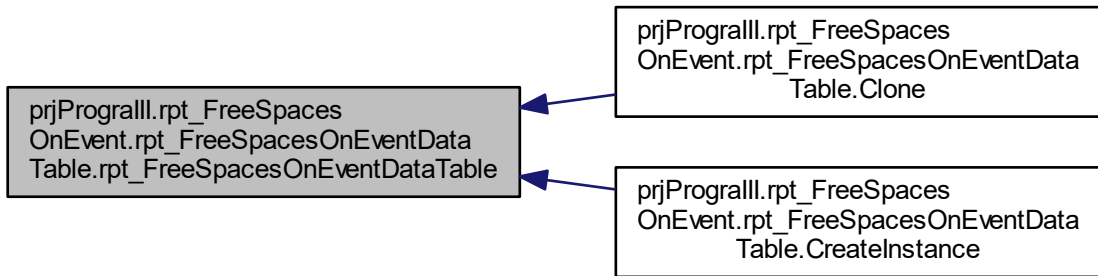 prjPrograIII.rpt_FreeSpaces
OnEvent.rpt_FreeSpacesOnEventData
Table.rpt_FreeSpacesOnEventDataTable
prjPrograIII.rpt_FreeSpaces
OnEvent.rpt_FreeSpacesOnEventData
Table.Clone
prjPrograIII.rpt_FreeSpaces
OnEvent.rpt_FreeSpacesOnEventData
Table.CreateInstance